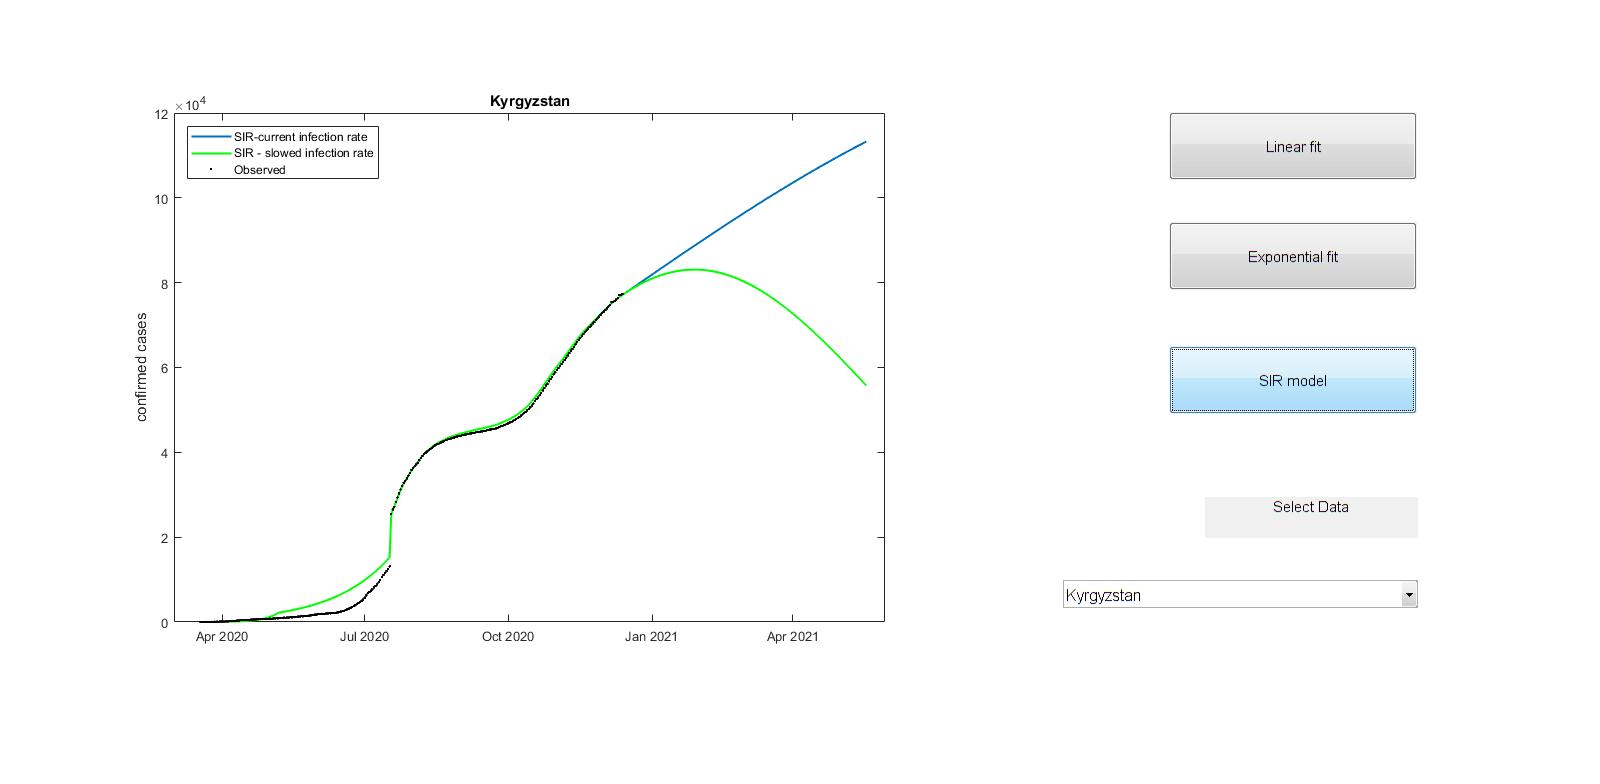 Kyrgyzstan
×10⁴
12
10
8
6
4
2
0
confirmed cases
SIR-current infection rate
SIR - slowed infection rate
Observed
Apr 2020
Jul 2020
Oct 2020
Jan 2021
Apr 2021
Linear fit
Exponential fit
SIR model
Select Data
Kyrgyzstan